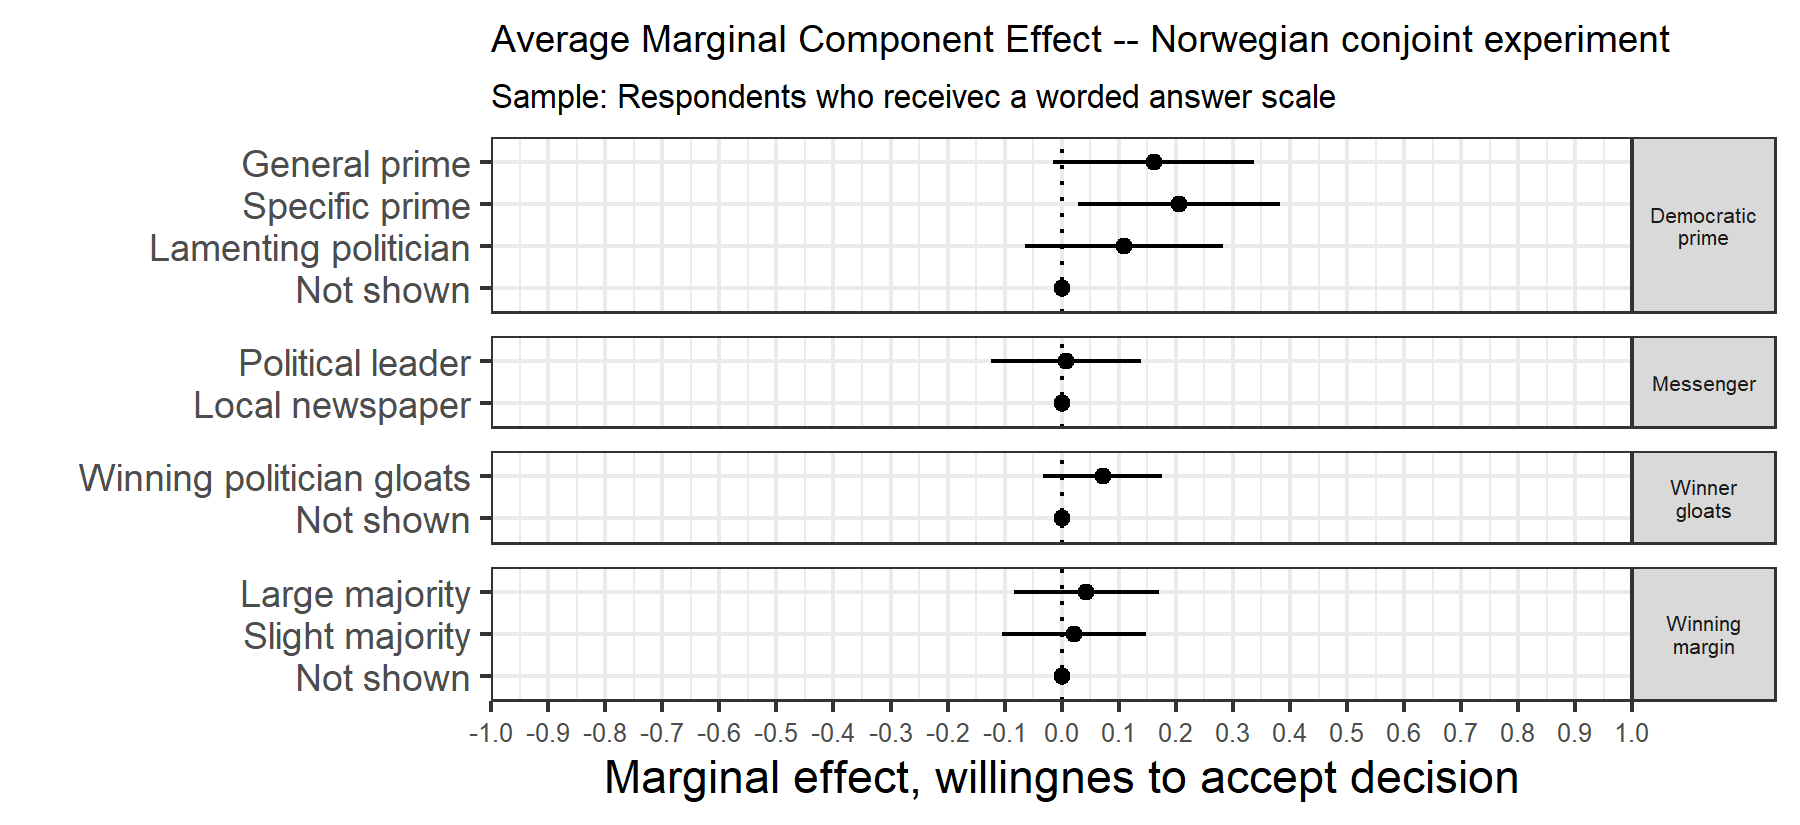 Average Marginal Component Effect -- Norwegian conjoint experiment
Sample: Respondents who receivec a worded answer scale
General prime
Specific prime
Lamenting politician
Not shown
Democratic
prime
Political leader
Local newspaper
Messenger
Winning politician gloats
Not shown
Winner
gloats
Large majority
Slight majority
Not shown
Winning
margin
-1.0 -0.9 -0.8 -0.7 -0.6 -0.5 -0.4 -0.3 -0.2 -0.1 0.0 0.1 0.2 0.3 0.4 0.5 0.6 0.7 0.8 0.9 1.0
Marginal effect, willingnes to accept decision